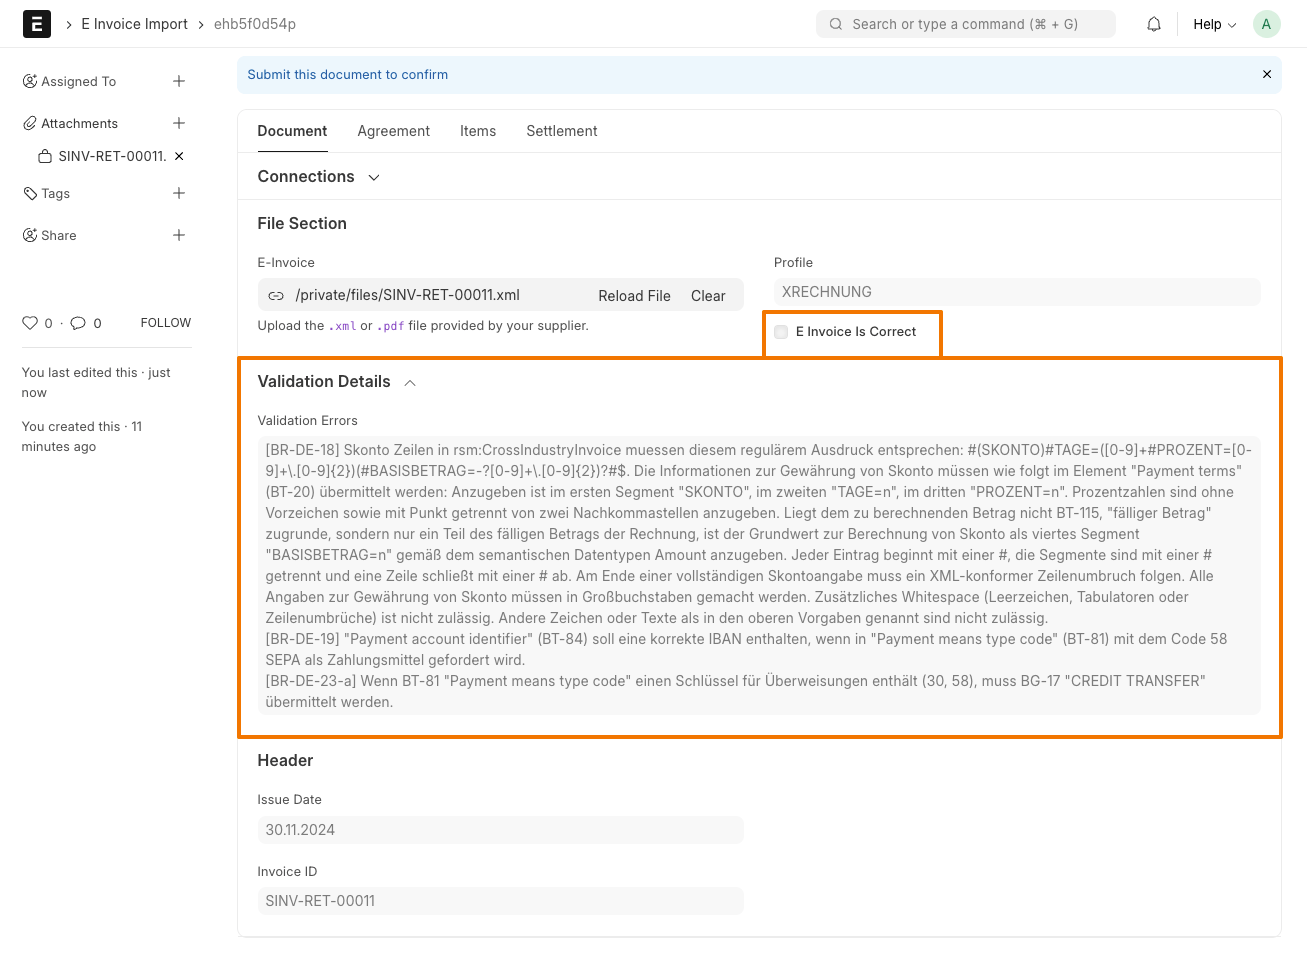 E Invoice Import
ehb5f0d54p
Search or type a command (⌘ + G)
Help
A
Assigned To
Attachments
SINV-RET-00011.
Tags
Share
0 · 0
FOLLOW
You last edited this · just
now
You created this · 11
minutes ago
Submit this document to confirm
Document
Agreement
Items
Settlement
Connections
File Section
E-Invoice
/private/files/SINV-RET-00011.xml
Reload File
Clear
Upload the .xml or .pdf file provided by your supplier.
Profile
XRECHNUNG
E Invoice Is Correct
Validation Details
Validation Errors
[BR-DE-18] Skonto Zeilen in rsm:CrossIndustryInvoice muessen diesem regulärem Ausdruck entsprechen: #(SKONTO)#TAGE=([0-9]+#PROZENT=[0-
9]+\.[0-9]{2})(#BASISBETRAG=-?[0-9]+\.[0-9]{2})?#$. Die Informationen zur Gewährung von Skonto müssen wie folgt im Element "Payment terms"
(BT-20) übermittelt werden: Anzugeben ist im ersten Segment "SKONTO", im zweiten "TAGE=n", im dritten "PROZENT=n". Prozentzahlen sind ohne
Vorzeichen sowie mit Punkt getrennt von zwei Nachkommastellen anzugeben. Liegt dem zu berechnenden Betrag nicht BT-115, "fälliger Betrag"
zugrunde, sondern nur ein Teil des fälligen Betrags der Rechnung, ist der Grundwert zur Berechnung von Skonto als viertes Segment
"BASISBETRAG=n" gemäß dem semantischen Datentypen Amount anzugeben. Jeder Eintrag beginnt mit einer #, die Segmente sind mit einer #
getrennt und eine Zeile schließt mit einer # ab. Am Ende einer vollständigen Skontoangabe muss ein XML-konformer Zeilenumbruch folgen. Alle
Angaben zur Gewährung von Skonto müssen in Großbuchstaben gemacht werden. Zusätzliches Whitespace (Leerzeichen, Tabulatoren oder
Zeilenumbrüche) ist nicht zulässig. Andere Zeichen oder Texte als in den oberen Vorgaben genannt sind nicht zulässig.
[BR-DE-19] "Payment account identifier" (BT-84) soll eine korrekte IBAN enthalten, wenn in "Payment means type code" (BT-81) mit dem Code 58
SEPA als Zahlungsmittel gefordert wird.
[BR-DE-23-a] Wenn BT-81 "Payment means type code" einen Schlüssel für Überweisungen enthält (30, 58), muss BG-17 "CREDIT TRANSFER"
übermittelt werden.
Header
Issue Date
30.11.2024
Invoice ID
SINV-RET-00011